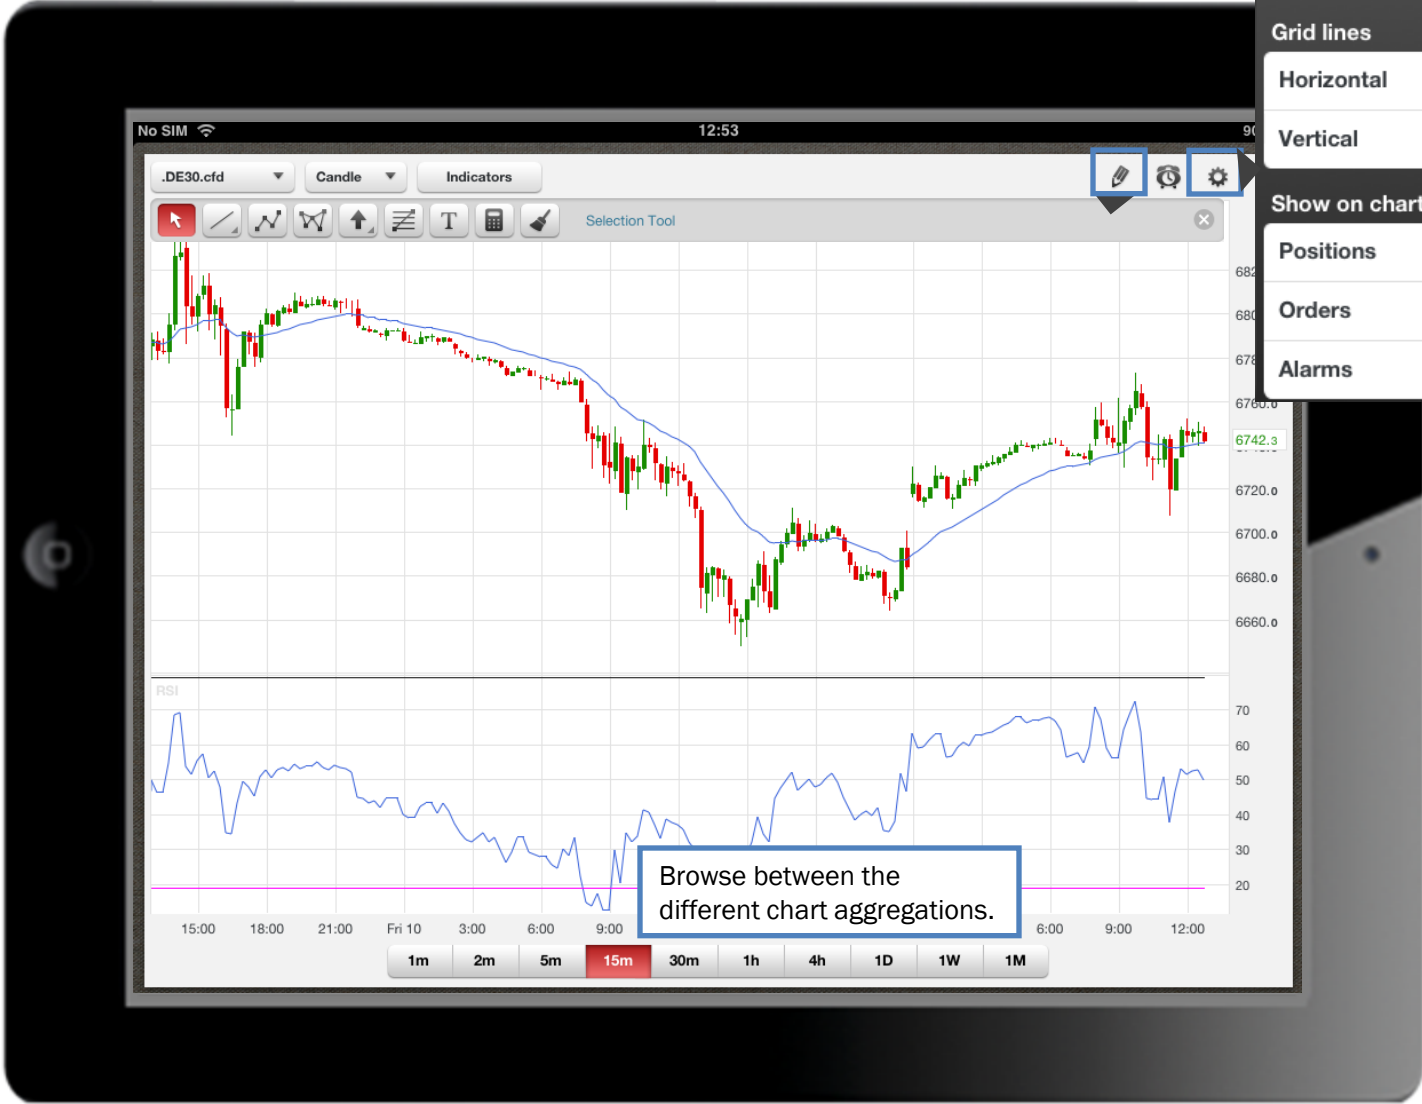 Grid lines
Horizontal
Vertical
Show on chart
Positions
Orders
Alarms
No SIM 12:53
.DE30.cfd Candle Indicators
T Selection Tool
6760.0
6742.3
6720.0
6700.0
6680.0
6660.0
RSI
70
60
50
40
30
20
Browse between the
different chart aggregations.
15:00 18:00 21:00 Fri 10 3:00 6:00 9:00 6:00 9:00 12:00
1m 2m 5m 15m 30m 1h 4h 1D 1W 1M